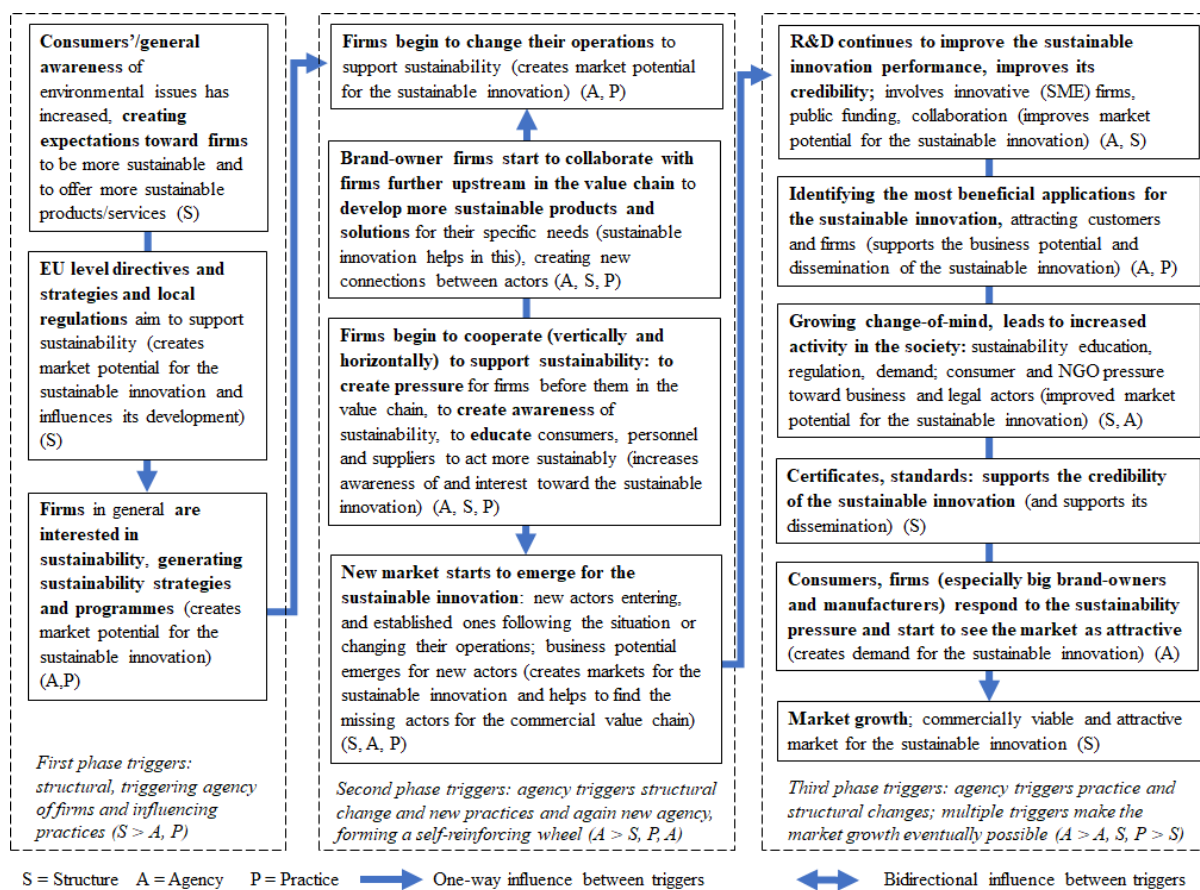 Consumers'/general
awareness of
environmental issues has
increased, creating
expectations toward firms
to be more sustainable and
to offer more sustainable
products/services (S)
EU level directives and
strategies and local
regulations aim to support
sustainability (creates
market potential for the
sustainable innovation and
influences its development)
(S)
Firms in general are
interested in
sustainability, generating
sustainability strategies
and programmes (creates
market potential for the
sustainable innovation)
(A,P)
First phase triggers:
structural, triggering agency
of firms and influencing
practices (S > A, P)
Firms begin to change their operations to
support sustainability (creates market potential
for the sustainable innovation) (A, P)
Brand-owner firms start to collaborate with
firms further upstream in the value chain to
develop more sustainable products and
solutions for their specific needs (sustainable
innovation helps in this), creating new
connections between actors (A, S, P)
Firms begin to cooperate (vertically and
horizontally) to support sustainability: to
create pressure for firms before them in the
value chain, to create awareness of
sustainability, to educate consumers, personnel
and suppliers to act more sustainably (increases
awareness of and interest toward the sustainable
innovation) (A, S, P)
New market starts to emerge for the
sustainable innovation: new actors entering,
and established ones following the situation or
changing their operations; business potential
emerges for new actors (creates markets for the
sustainable innovation and helps to find the
missing actors for the commercial value chain)
(S, A, P)
Second phase triggers: agency triggers structural
change and new practices and again new agency,
forming a self-reinforcing wheel (A > S, P, A)
R&D continues to improve the sustainable
innovation performance, improves its
credibility; involves innovative (SME) firms,
public funding, collaboration (improves market
potential for the sustainable innovation) (A, S)
Identifying the most beneficial applications for
the sustainable innovation, attracting customers
and firms (supports the business potential and
dissemination of the sustainable innovation) (A, P)
Growing change-of-mind, leads to increased
activity in the society: sustainability education,
regulation, demand; consumer and NGO pressure
toward business and legal actors (improved market
potential for the sustainable innovation) (S, A)
Certificates, standards: supports the credibility
of the sustainable innovation (and supports its
dissemination) (S)
Consumers, firms (especially big brand-owners
and manufacturers) respond to the sustainability
pressure and start to see the market as attractive
(creates demand for the sustainable innovation) (A)
Market growth; commercially viable and attractive
market for the sustainable innovation (S)
Third phase triggers: agency triggers practice and
structural changes; multiple triggers make the
market growth eventually possible (A > A, S, P > S)
S = Structure A = Agency P = Practice One-way influence between triggers Bidirectional influence between triggers